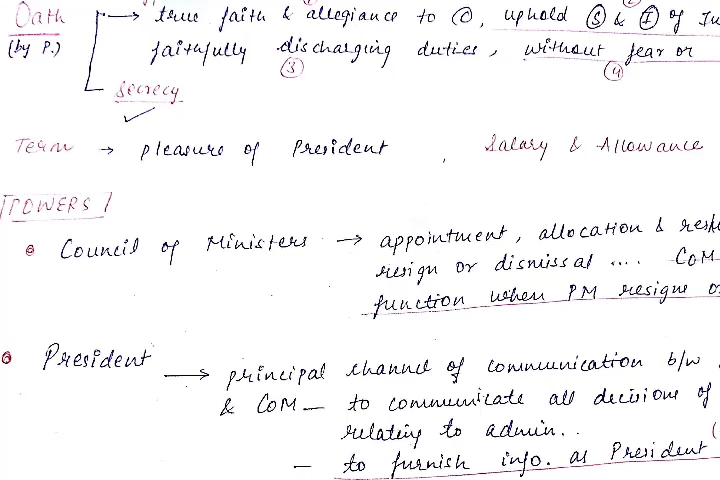 Oath → true faith & allegiance to Ⓒ, uphold Ⓢ & Ⓘ of
(by P.) faithfully discharging duties, without fear or
③ ④
Secrecy
Term → pleasure of President, Salary & Allowance
POWERS
Council of Ministers → appointment, allocation &
resign or dismissal .... CoM
function when PM resigns
President → principal channel of communication b/w
& CoM – to communicate all decisions of
relating to admin..
– to furnish info. as President